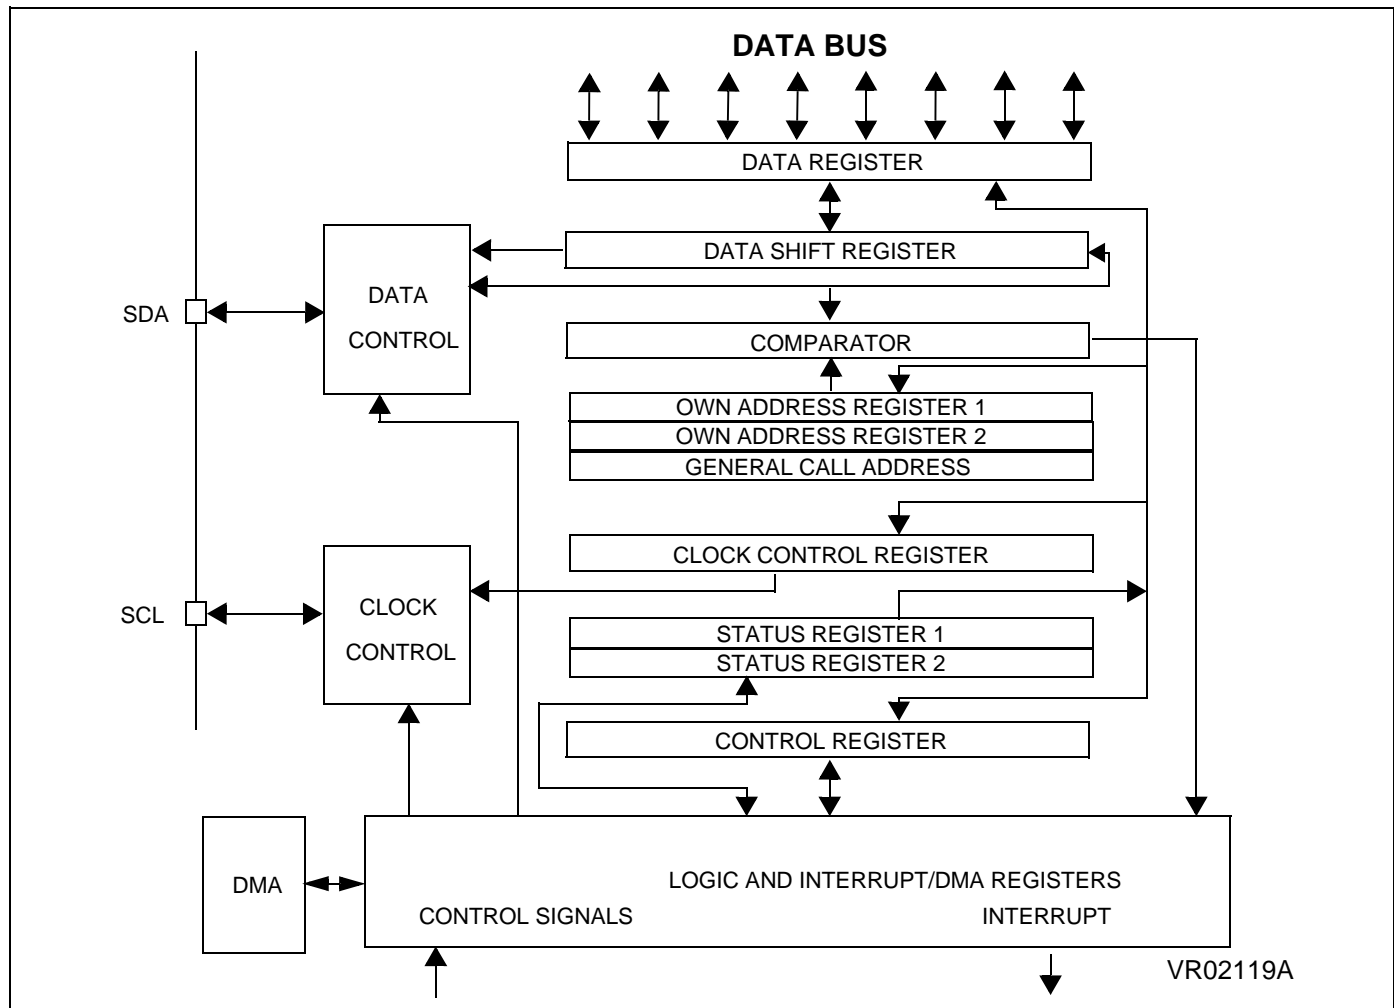 DATA BUS
DATA REGISTER
DATA SHIFT REGISTER
DATA
CONTROL
SDA
COMPARATOR
OWN ADDRESS REGISTER 1
OWN ADDRESS REGISTER 2
GENERAL CALL ADDRESS
CLOCK CONTROL REGISTER
CLOCK
CONTROL
SCL
STATUS REGISTER 1
STATUS REGISTER 2
CONTROL REGISTER
DMA
LOGIC AND INTERRUPT/DMA REGISTERS
CONTROL SIGNALS
INTERRUPT
VR02119A